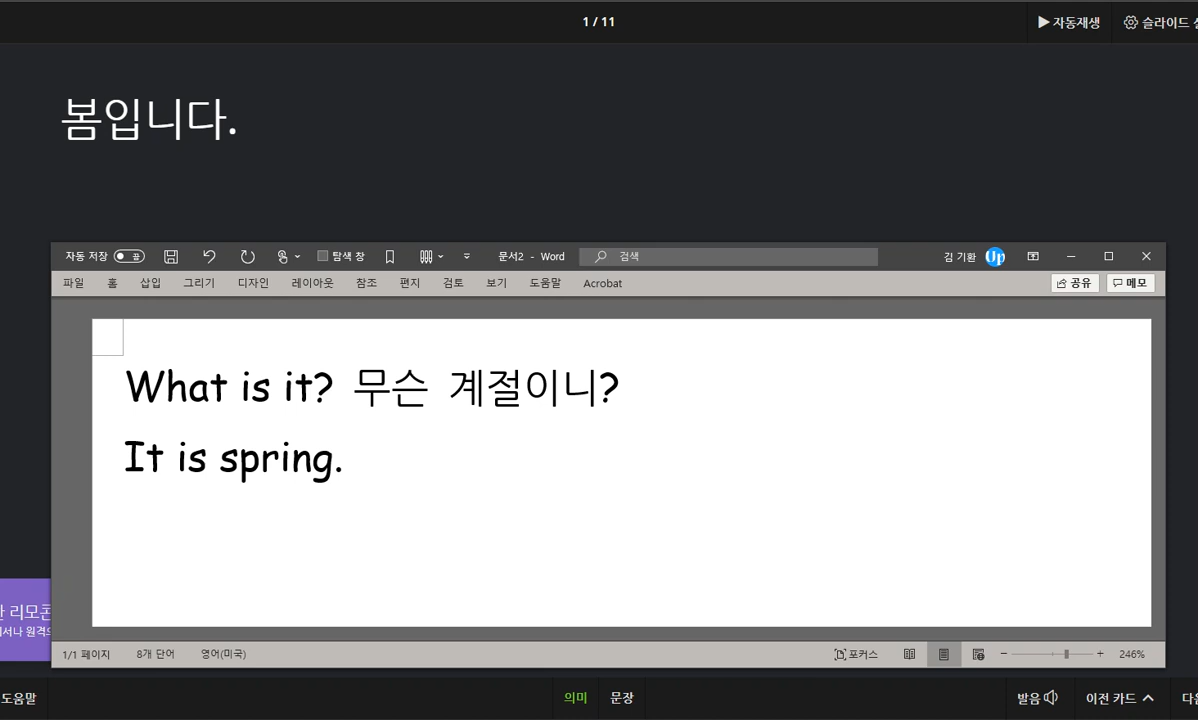 1 / 11
자동재생
슬라이드
봄입니다.
자동 저장 끔 탐색 창 문서2 - Word 검색 김 기환 Up
파일 홈 삽입 그리기 디자인 레이아웃 참조 편지 검토 보기 도움말 Acrobat 공유 메모
What is it? 무슨 계절이니?
It is spring.
리모콘
1/1 페이지 8개 단어 영어(미국) 포커스 246%
도움말 의미 문장 발음 이전 카드